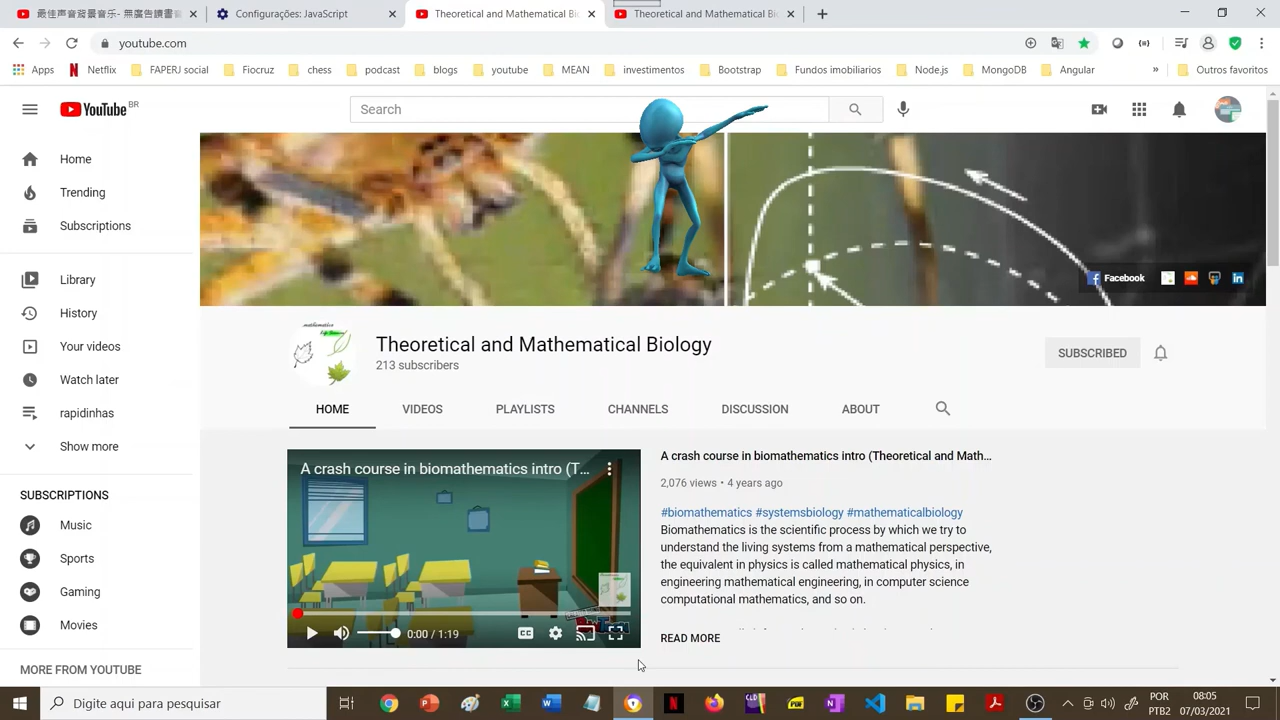 最佳声音背景音乐- 無廣告讀書音
Configurações: JavaScript
Theoretical and Mathematical Bi
Theoretical and Mathematical Bi
youtube.com
Apps
Netflix
FAPERJ social
Fiocruz
chess
podcast
blogs
youtube
MEAN
investimentos
Bootstrap
Fundos imobiliarios
Node.js
MongoDB
Angular
»
Outros favoritos
YouTube BR
Search
Home
Trending
Subscriptions
Library
History
Your videos
Watch later
rapidinhas
Show more
SUBSCRIPTIONS
Music
Sports
Gaming
Movies
MORE FROM YOUTUBE
Facebook
Theoretical and Mathematical Biology
213 subscribers
SUBSCRIBED
HOME VIDEOS PLAYLISTS CHANNELS DISCUSSION ABOUT
A crash course in biomathematics intro (T...
0:00 / 1:19
A crash course in biomathematics intro (Theoretical and Math...
2,076 views • 4 years ago
#biomathematics #systemsbiology #mathematicalbiology
Biomathematics is the scientific process by which we try to
understand the living systems from a mathematical perspective,
the equivalent in physics is called mathematical physics, in
engineering mathematical engineering, in computer science
computational mathematics, and so on.
READ MORE
Digite aqui para pesquisar
POR
PTB2
08:05
07/03/2021